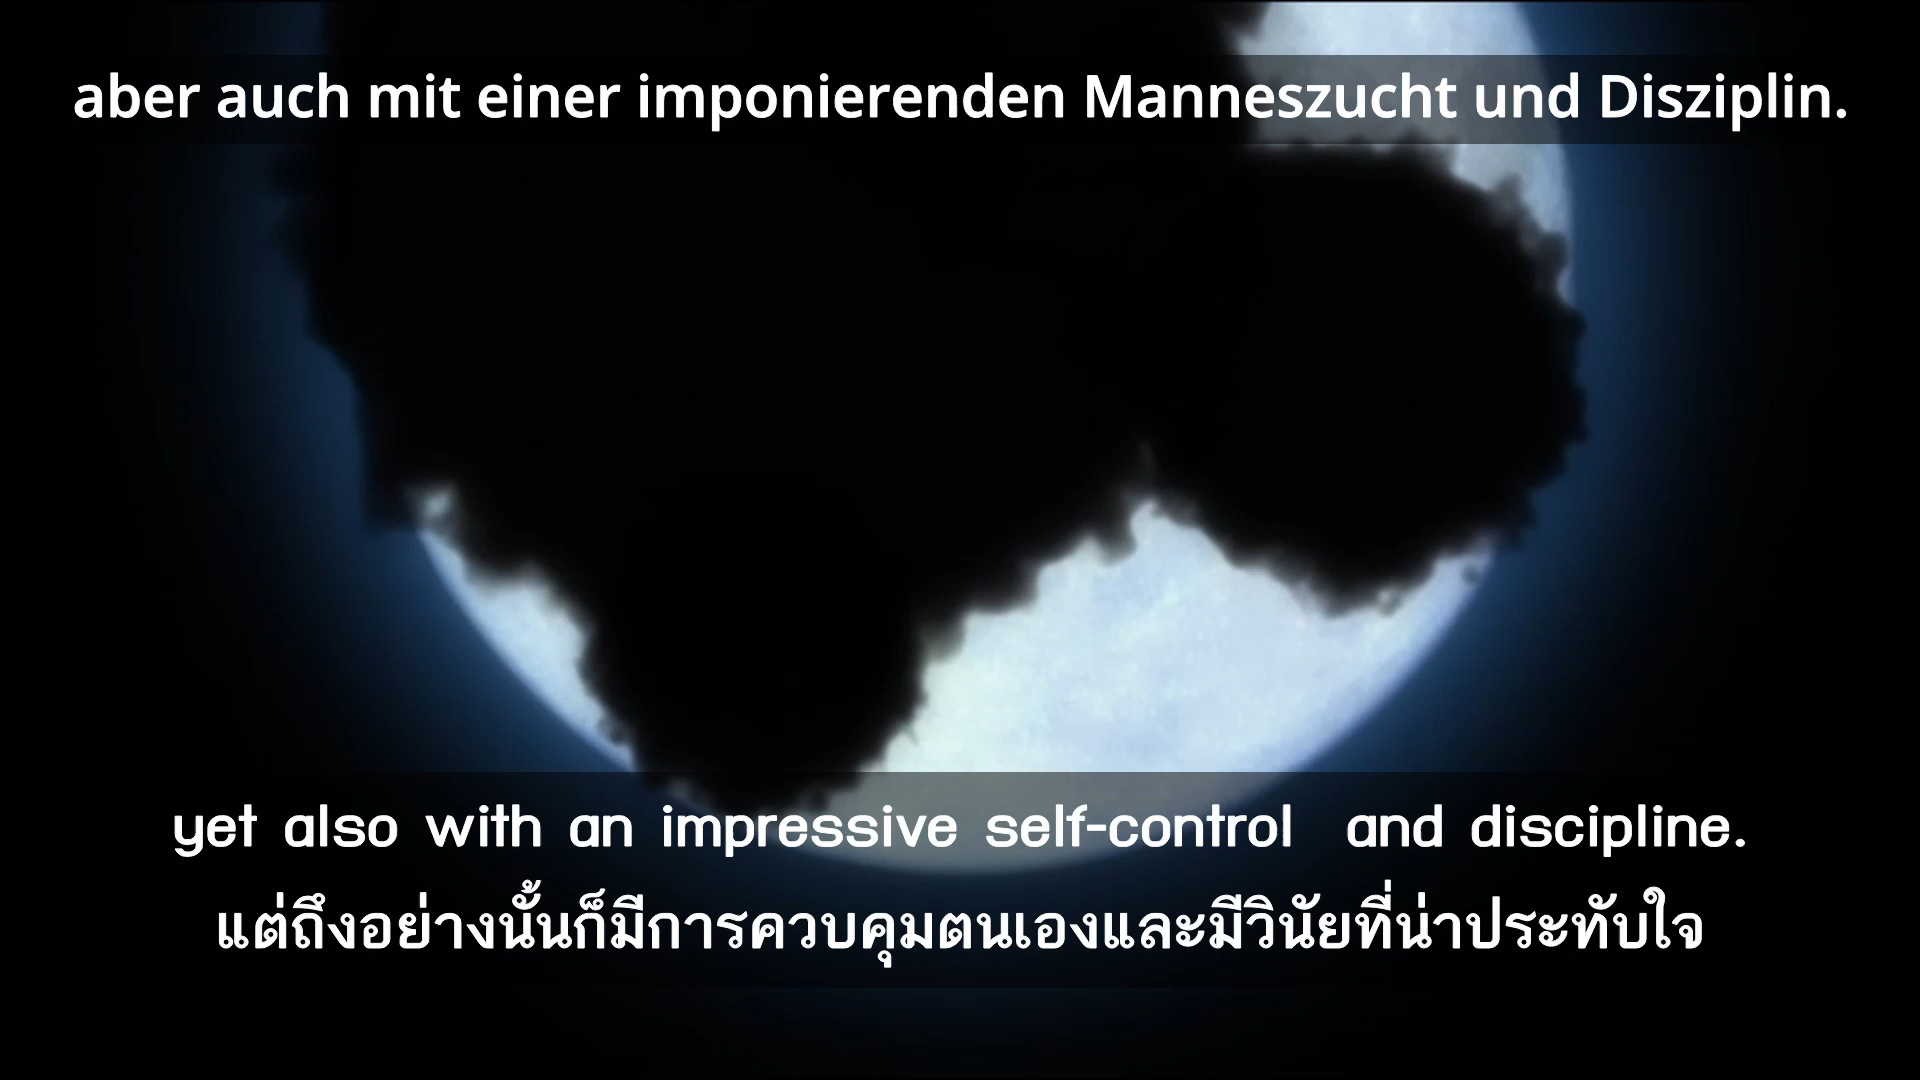 aber auch mit einer imponierenden Manneszucht und Disziplin.
yet also with an impressive self-control and discipline.
แต่ถึงอย่างนั้นก็มีการควบคุมตนเองและมีวินัยที่น่าประทับใจ